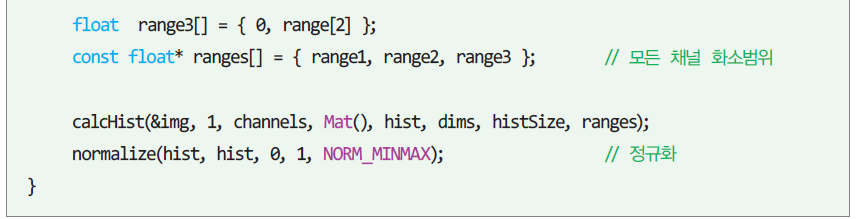 float range3[] = { 0, range[2] };
const float* ranges[] = { range1, range2, range3 }; // 모든 채널 화소범위
calcHist(&img, 1, channels, Mat(), hist, dims, histSize, ranges);
normalize(hist, hist, 0, 1, NORM_MINMAX); // 정규화
}